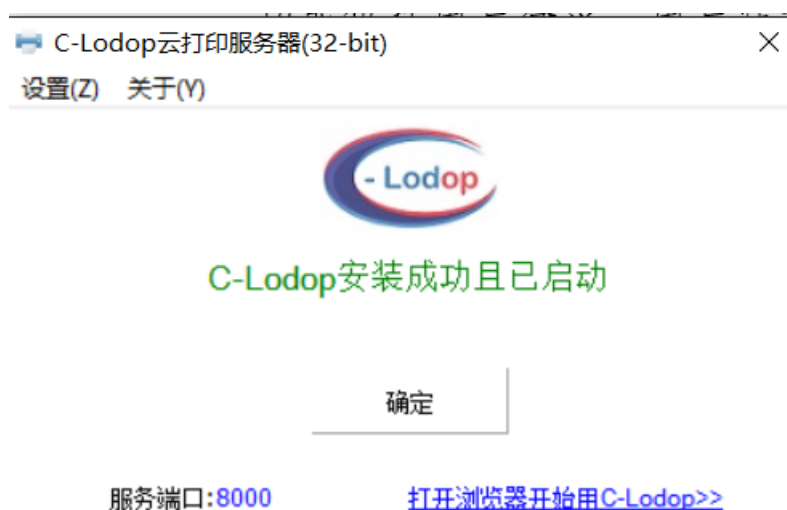 C-Lodop云打印服务器(32-bit)
设置(Z) 关于(Y)
- Lodop
C-Lodop安装成功且已启动
确定
服务端口:8000 打开浏览器开始用C-Lodop>>